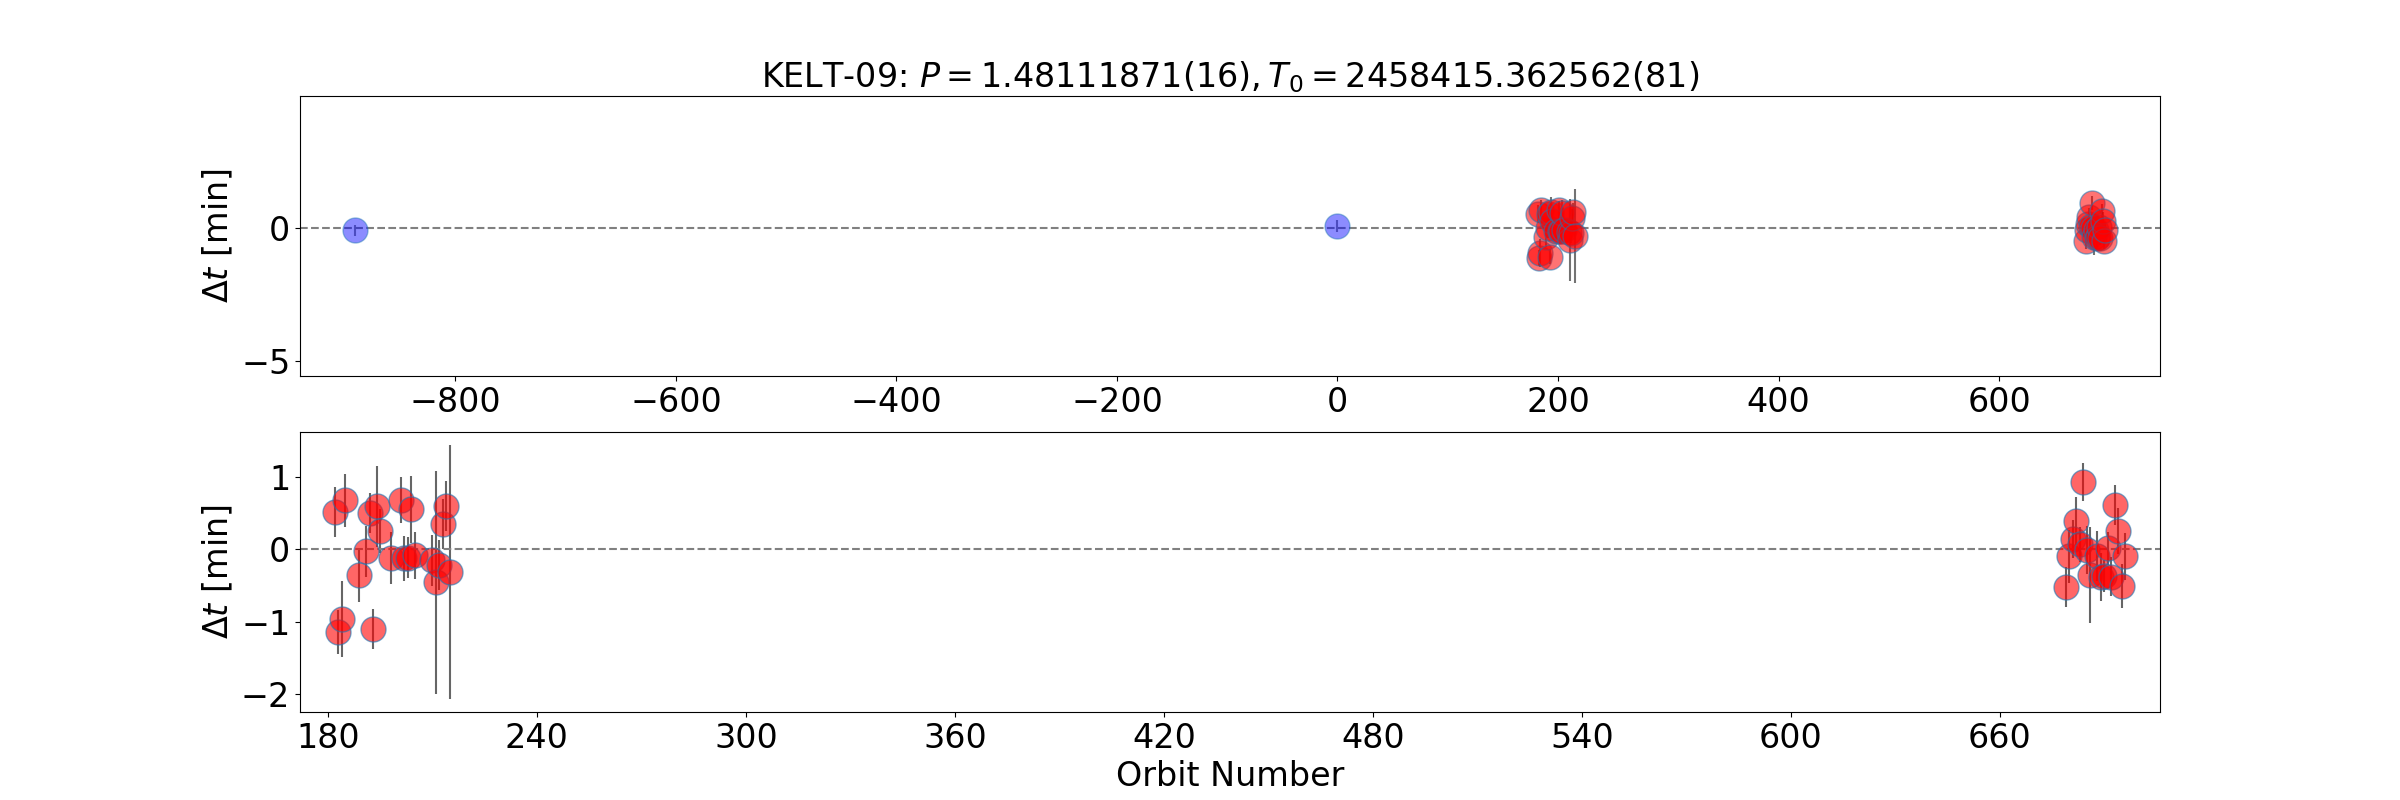 KELT-09: P = 1.48111871(16), T₀ = 2458415.362562(81)
Δt [min]
0
−5
−800 −600 −400 −200 0 200 400 600
Δt [min]
1
0
−1
−2
180 240 300 360 420 480 540 600 660
Orbit Number